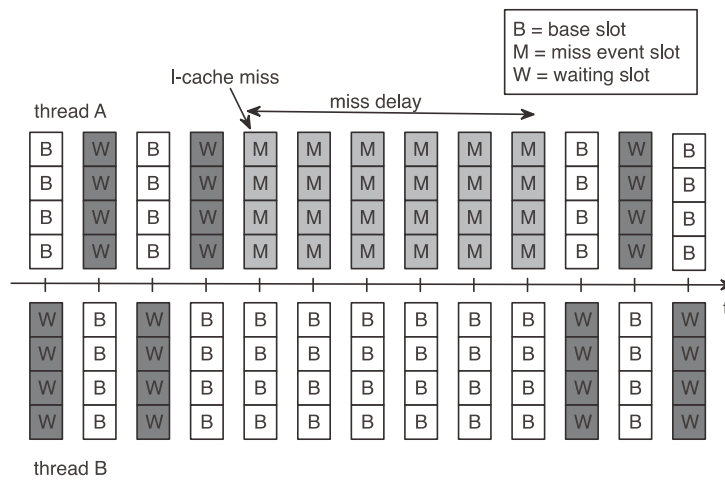 B = base slot
M = miss event slot
W = waiting slot
I-cache miss
miss delay
thread A
B W B W M M M M M M B W B
B W B W M M M M M M B W B
B W B W M M M M M M B W B
B W B W M M M M M M B W B
t
W B W B B B B B B B W B W
W B W B B B B B B B W B W
W B W B B B B B B B W B W
W B W B B B B B B B W B W
thread B